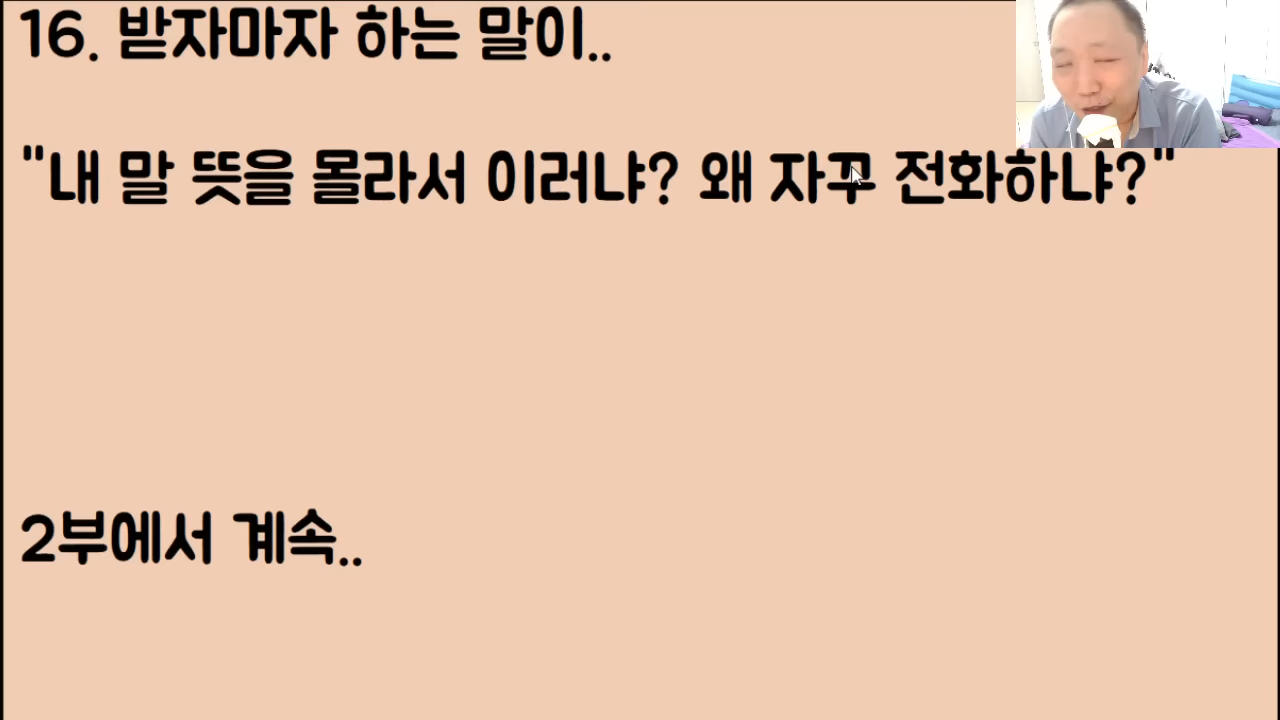 16. 받자마자 하는 말이..
"내 말 뜻을 몰라서 이러냐? 왜 자꾸 전화하냐?"
2부에서 계속..